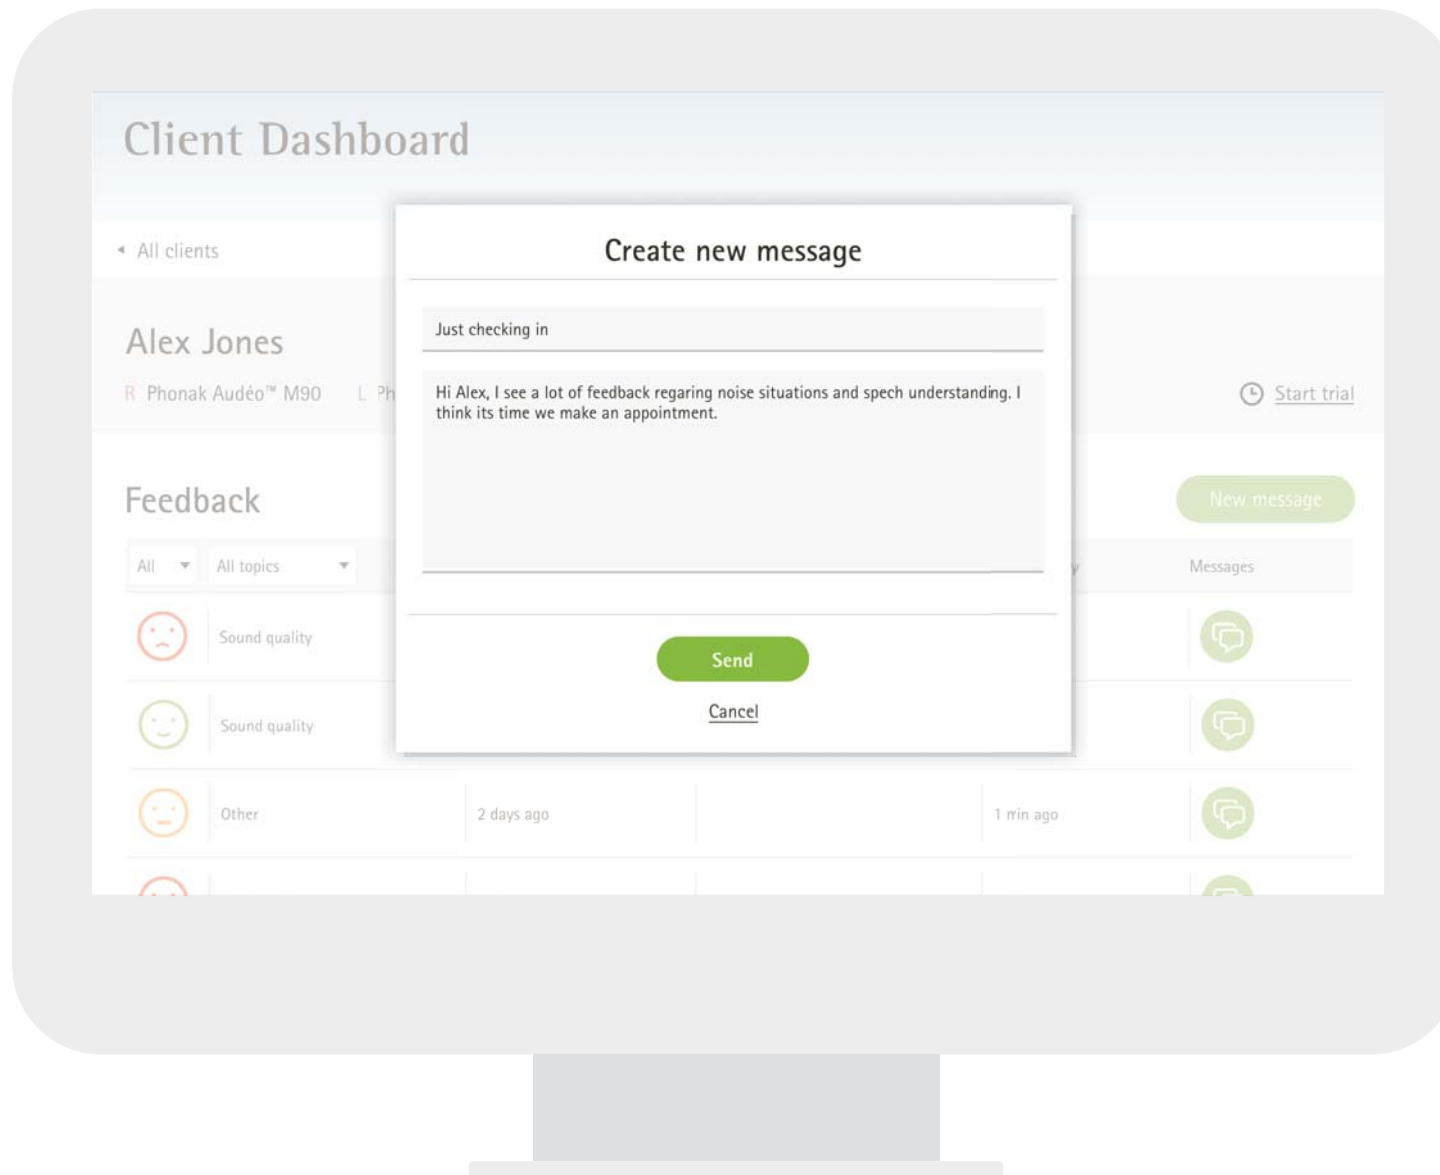 Client Dashboard
All clients
Create new message
Just checking in
Alex Jones
R Phonak Audéo™ M90 L Ph
Hi Alex, I see a lot of feedback regaring noise situations and spech understanding. I
think its time we make an appointment.
Start trial
Feedback
New message
All All topics
y Messages
Sound quality
Send
Cancel
Sound quality
Other 2 days ago 1 min ago